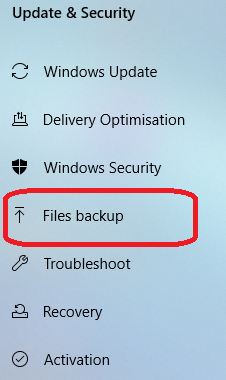 Update & Security
Windows Update
Delivery Optimisation
Windows Security
Files backup
Troubleshoot
Recovery
Activation